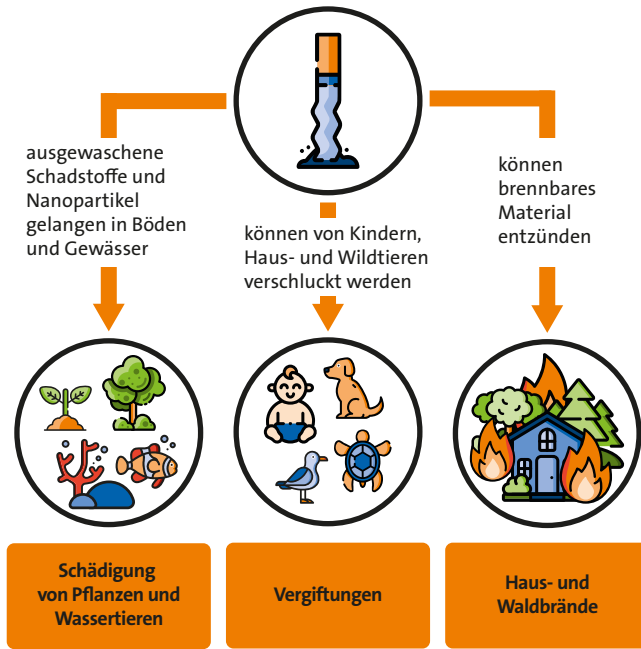 ausgewaschene
Schadstoffe und
Nanopartikel
gelangen in Böden
und Gewässer
können von Kindern,
Haus- und Wildtieren
verschluckt werden
können
brennbares
Material
entzünden
Schädigung
von Pflanzen und
Wassertieren
Vergiftungen
Haus- und
Waldbrände